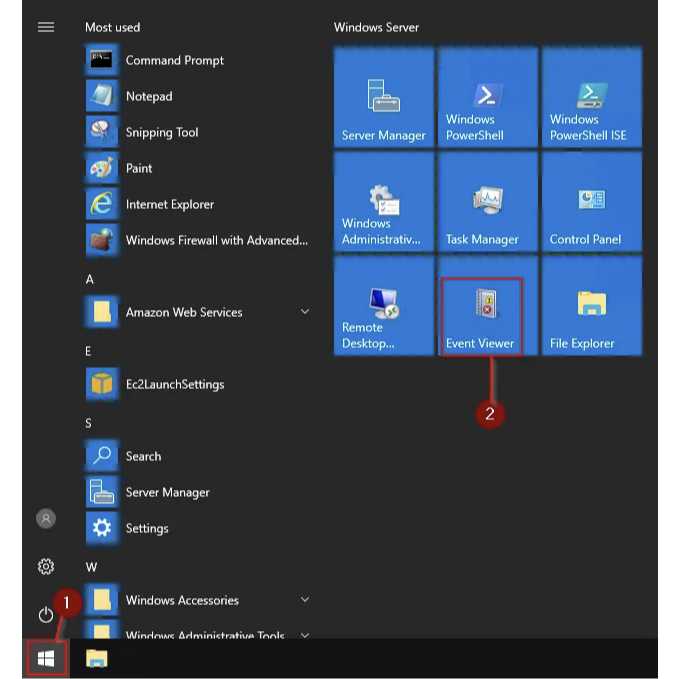 Most used
Command Prompt
Notepad
Snipping Tool
Paint
Internet Explorer
Windows Firewall with Advanced...
A
Amazon Web Services
E
Ec2LaunchSettings
S
Search
Server Manager
Settings
W
Windows Accessories
Windows Administrative Tools
1
Windows Server
Server Manager
Windows
PowerShell
Windows
PowerShell ISE
Windows
Administrativ...
Task Manager
Control Panel
Remote
Desktop...
Event Viewer
File Explorer
2